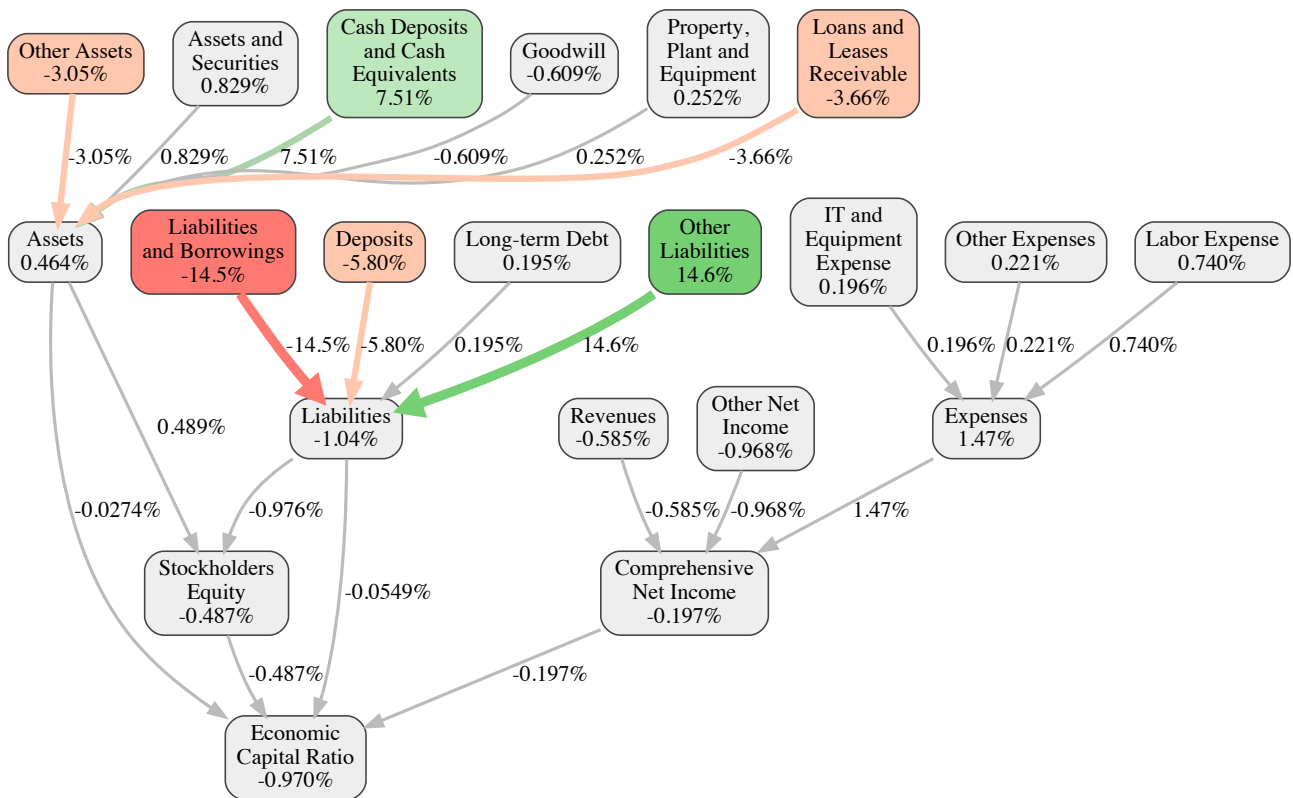 Other Assets
-3.05%
Assets and
Securities
0.829%
Cash Deposits
and Cash
Equivalents
7.51%
Goodwill
-0.609%
Property,
Plant and
Equipment
0.252%
Loans and
Leases
Receivable
-3.66%
-3.05%
0.829%
7.51%
-0.609%
0.252%
-3.66%
Assets
0.464%
Liabilities
and Borrowings
-14.5%
Deposits
-5.80%
Long-term Debt
0.195%
Other
Liabilities
14.6%
IT and
Equipment
Expense
0.196%
Other Expenses
0.221%
Labor Expense
0.740%
-14.5%
-5.80%
0.195%
14.6%
0.196%
0.221%
0.740%
Liabilities
-1.04%
Revenues
-0.585%
Other Net
Income
-0.968%
Expenses
1.47%
0.489%
-0.0274%
-0.976%
-0.585%
-0.968%
1.47%
Stockholders
Equity
-0.487%
-0.0549%
Comprehensive
Net Income
-0.197%
-0.487%
-0.197%
Economic
Capital Ratio
-0.970%